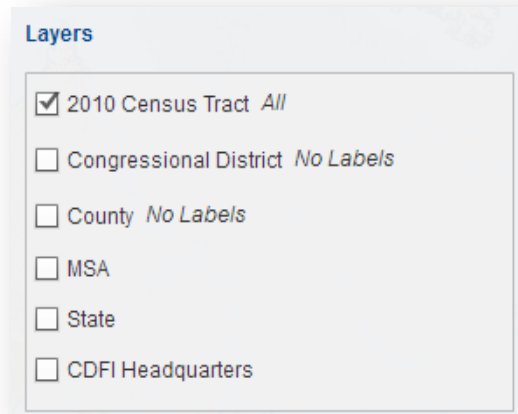 Layers
2010 Census Tract All
Congressional District No Labels
County No Labels
MSA
State
CDFI Headquarters